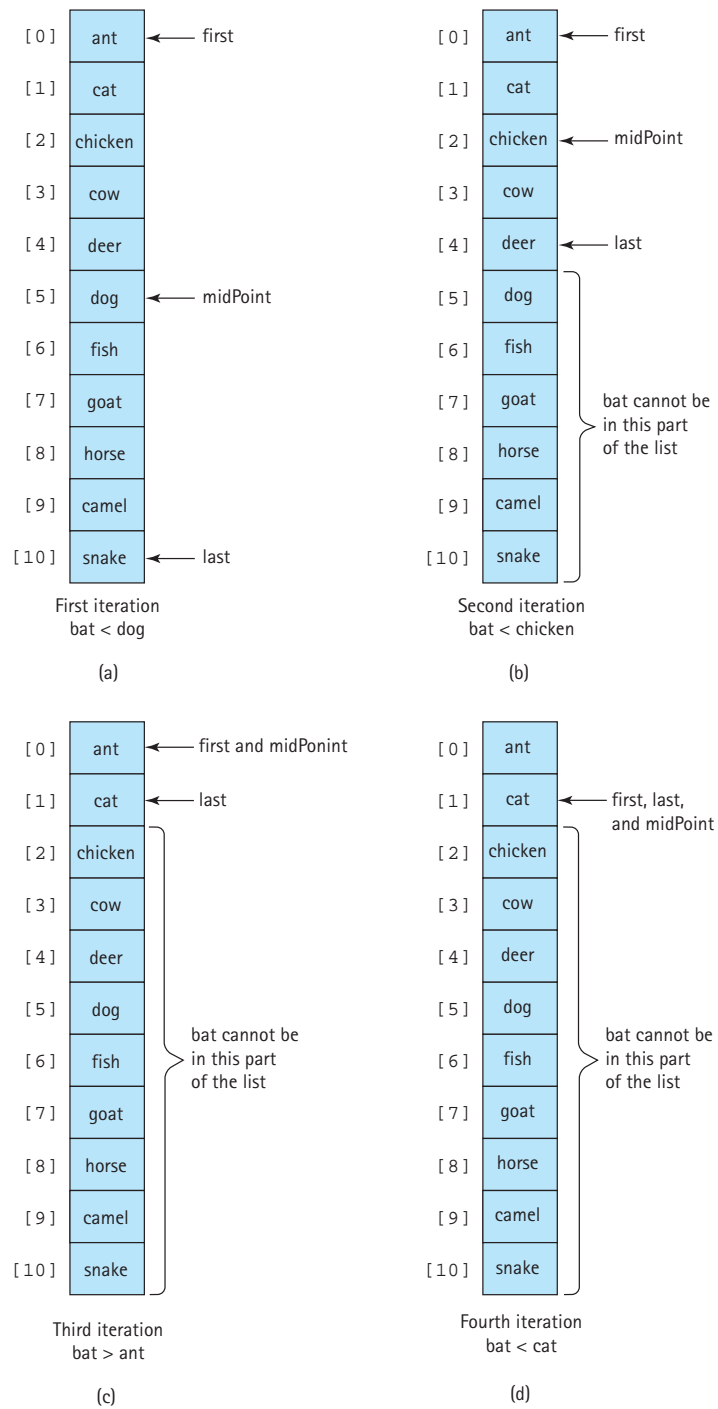 [0] ant first
[1] cat
[2] chicken
[3] cow
[4] deer
[5] dog midPoint
[6] fish
[7] goat
[8] horse
[9] camel
[10] snake last
First iteration
bat < dog
(a)
[0] ant first
[1] cat
[2] chicken midPoint
[3] cow
[4] deer last
[5] dog
[6] fish
[7] goat
[8] horse
[9] camel
[10] snake
bat cannot be
in this part
of the list
Second iteration
bat < chicken
(b)
[0] ant first and midPonint
[1] cat last
[2] chicken
[3] cow
[4] deer
[5] dog
[6] fish
[7] goat
[8] horse
[9] camel
[10] snake
bat cannot be
in this part
of the list
Third iteration
bat > ant
(c)
[0] ant
[1] cat first, last,
and midPoint
[2] chicken
[3] cow
[4] deer
[5] dog
[6] fish
[7] goat
[8] horse
[9] camel
[10] snake
bat cannot be
in this part
of the list
Fourth iteration
bat < cat
(d)